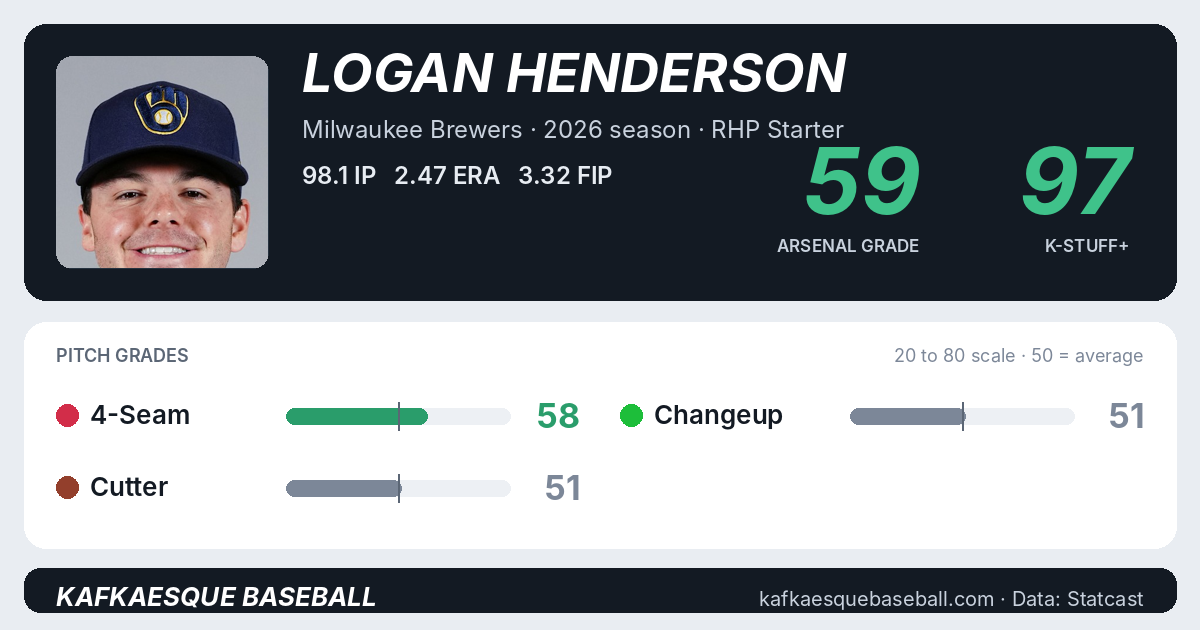 LOGAN HENDERSON
Milwaukee Brewers · 2026 season · RHP Starter
98.1 IP 2.47 ERA 3.32 FIP
59 97
ARSENAL GRADE K-STUFF+
PITCH GRADES 20 to 80 scale · 50 = average
4-Seam 58 Changeup 51
Cutter 51
KAFKAESQUE BASEBALL kafkaesquebaseball.com · Data: Statcast